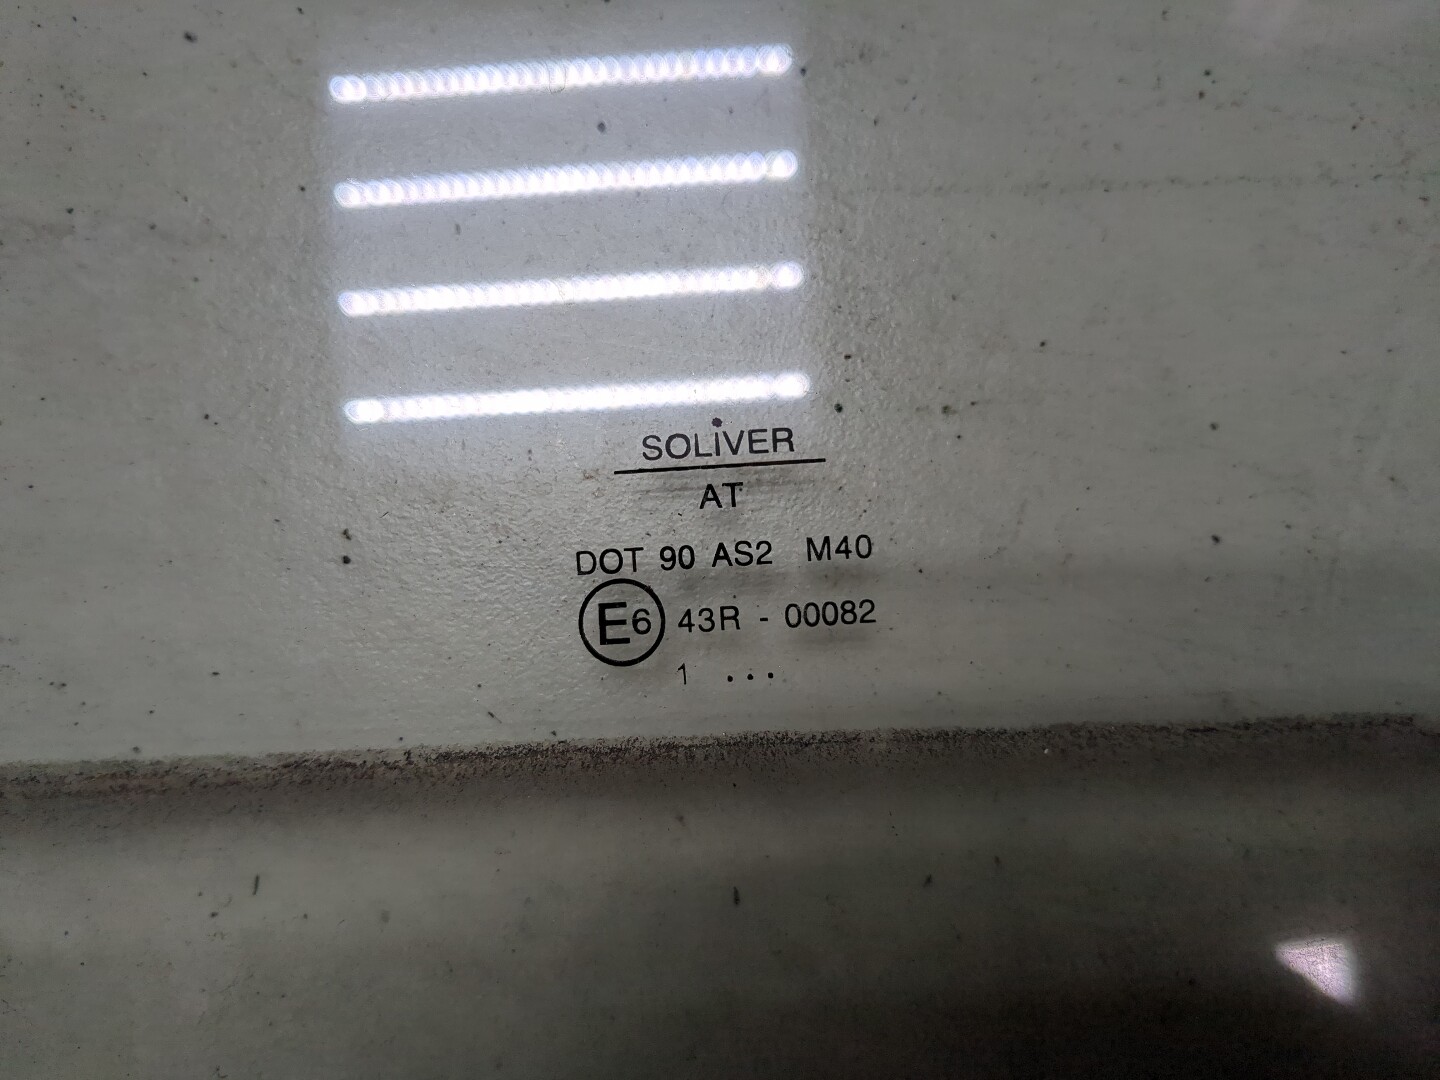 SOLiVER
AT
DOT 90 AS2 M40
E6 43R - 00082
1 ...